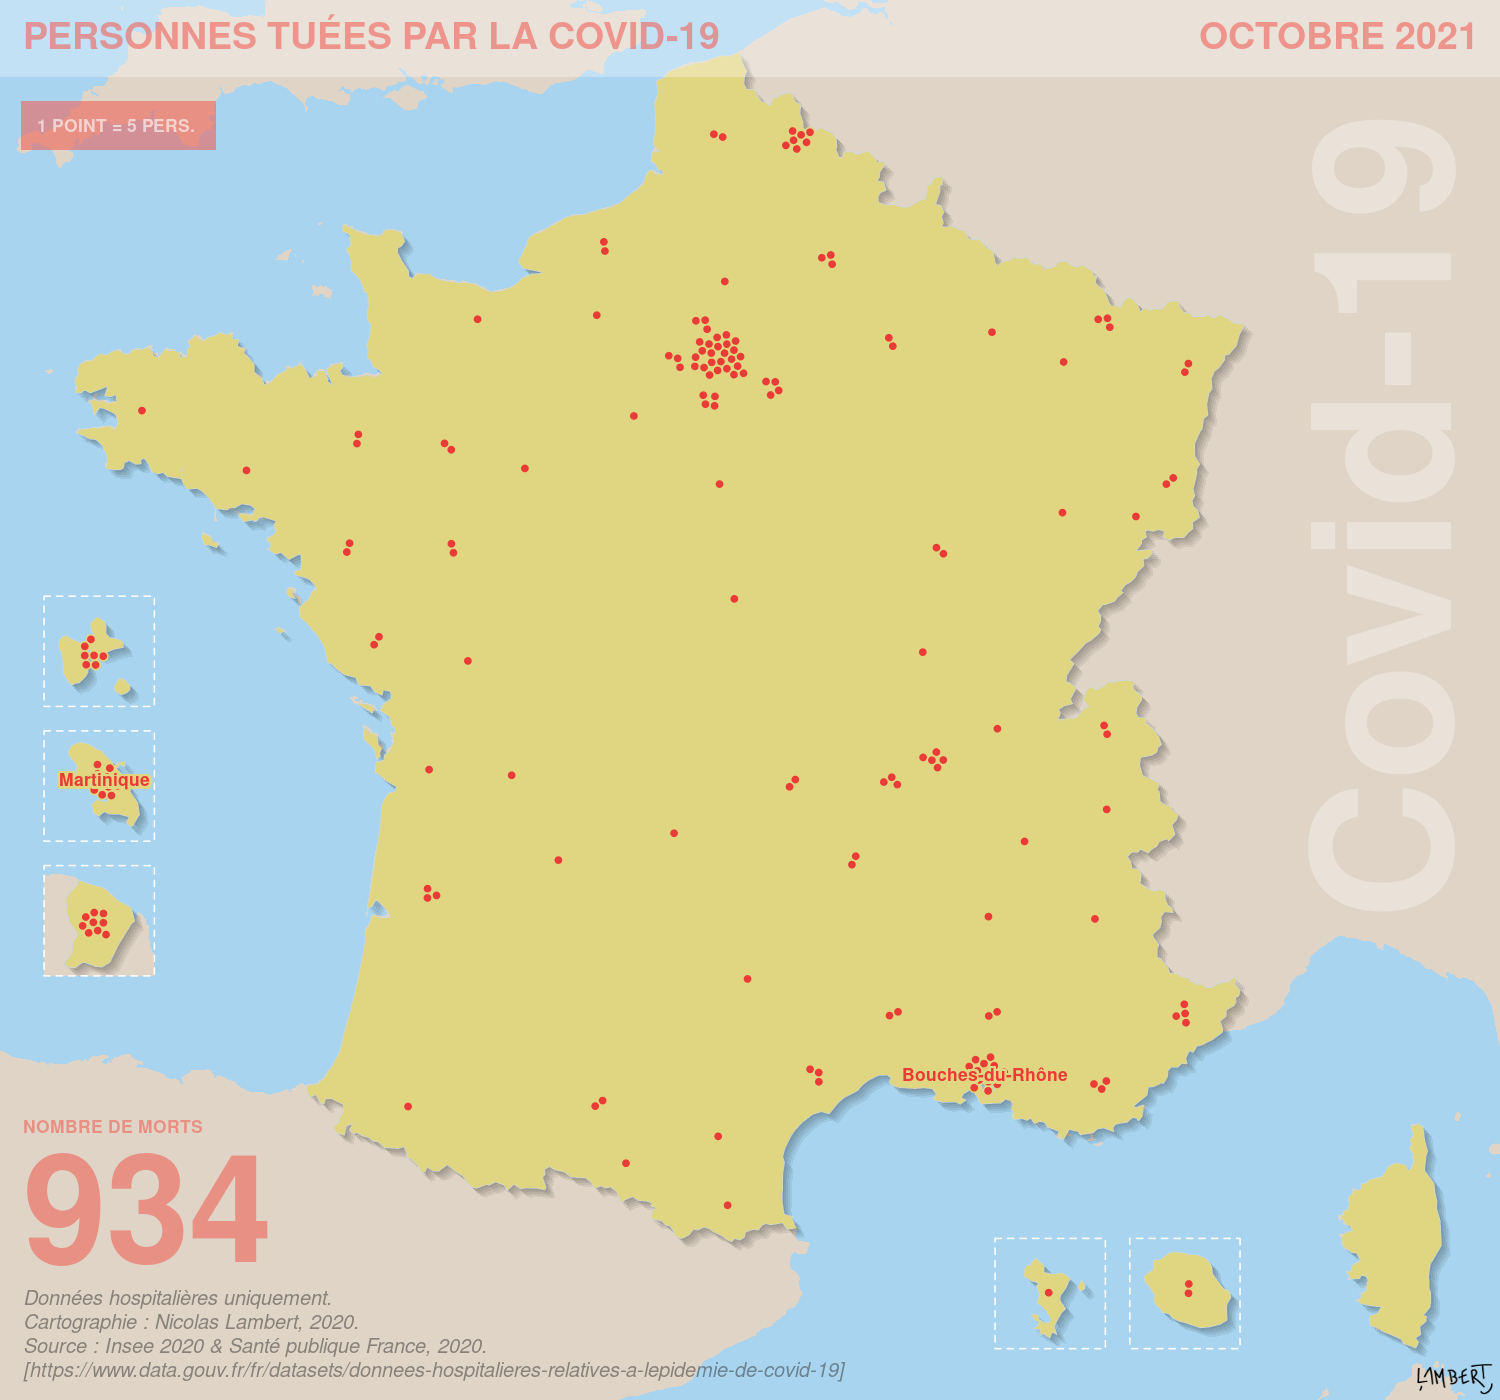 PERSONNES TUÉES PAR LA COVID-19
OCTOBRE 2021
1 POINT = 5 PERS.
Covid-19
Martinique
Bouches-du-Rhône
NOMBRE DE MORTS
934
Données hospitalières uniquement.
Cartographie : Nicolas Lambert, 2020.
Source : Insee 2020 & Santé publique France, 2020.
[https://www.data.gouv.fr/fr/datasets/donnees-hospitalieres-relatives-a-lepidemie-de-covid-19]
LAMBERT